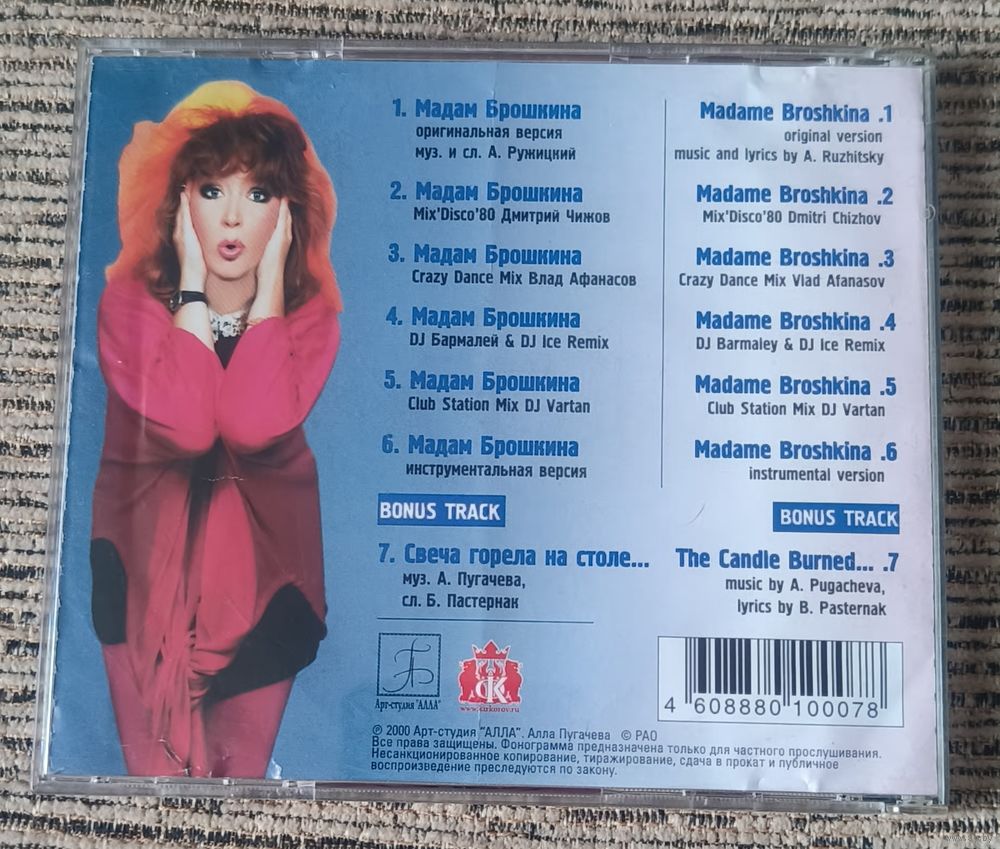 1. Мадам Брошкина
оригинальная версия
муз. и сл. А. Ружицкий
2. Мадам Брошкина
Mix'Disco'80 Дмитрий Чижов
3. Мадам Брошкина
Crazy Dance Mix Влад Афанасов
4. Мадам Брошкина
DJ Бармалей & DJ Ice Remix
5. Мадам Брошкина
Club Station Mix DJ Vartan
6. Мадам Брошкина
инструментальная версия
BONUS TRACK
7. Свеча горела на столе...
муз. А. Пугачева,
сл. Б. Пастернак
Madame Broshkina .1
original version
music and lyrics by A. Ruzhitsky
Madame Broshkina .2
Mix'Disco'80 Dmitri Chizhov
Madame Broshkina .3
Crazy Dance Mix Vlad Afanasov
Madame Broshkina .4
DJ Barmaley & DJ Ice Remix
Madame Broshkina .5
Club Station Mix DJ Vartan
Madame Broshkina .6
instrumental version
BONUS TRACK
The Candle Burned... .7
music by A. Pugacheva,
lyrics by B. Pasternak
Арт-студия "АЛЛА"
www.kirkorov.ru
4 608880 100078
℗ 2000 Арт-студия "АЛЛА". Алла Пугачева © РАО
Все права защищены. Фонограмма предназначена только для частного прослушивания.
Несанкционированное копирование, тиражирование, сдача в прокат и публичное
воспроизведение преследуются по закону.